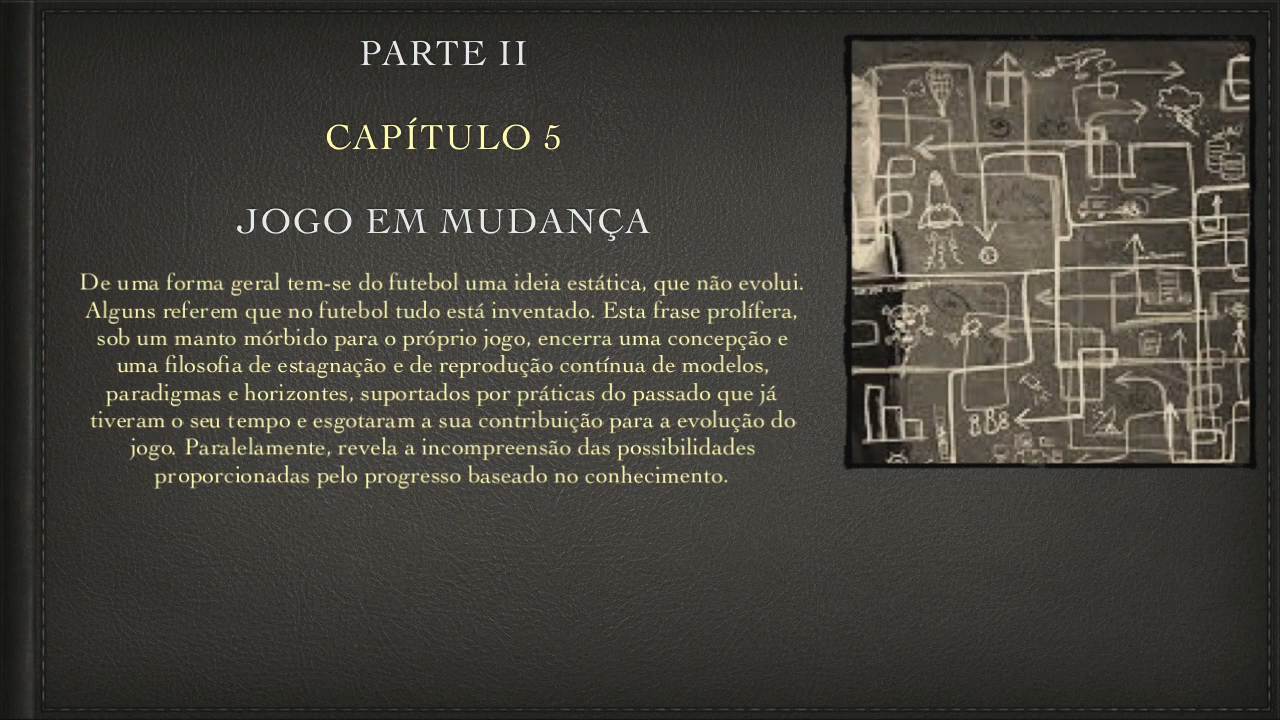 PARTE II
CAPÍTULO 5
JOGO EM MUDANÇA
De uma forma geral tem-se do futebol uma ideia estática, que não evolui.
Alguns referem que no futebol tudo está inventado. Esta frase prolífera,
sob um manto mórbido para o próprio jogo, encerra uma concepção e
uma filosofia de estagnação e de reprodução contínua de modelos,
paradigmas e horizontes, suportados por práticas do passado que já
tiveram o seu tempo e esgotaram a sua contribuição para a evolução do
jogo. Paralelamente, revela a incompreensão das possibilidades
proporcionadas pelo progresso baseado no conhecimento.